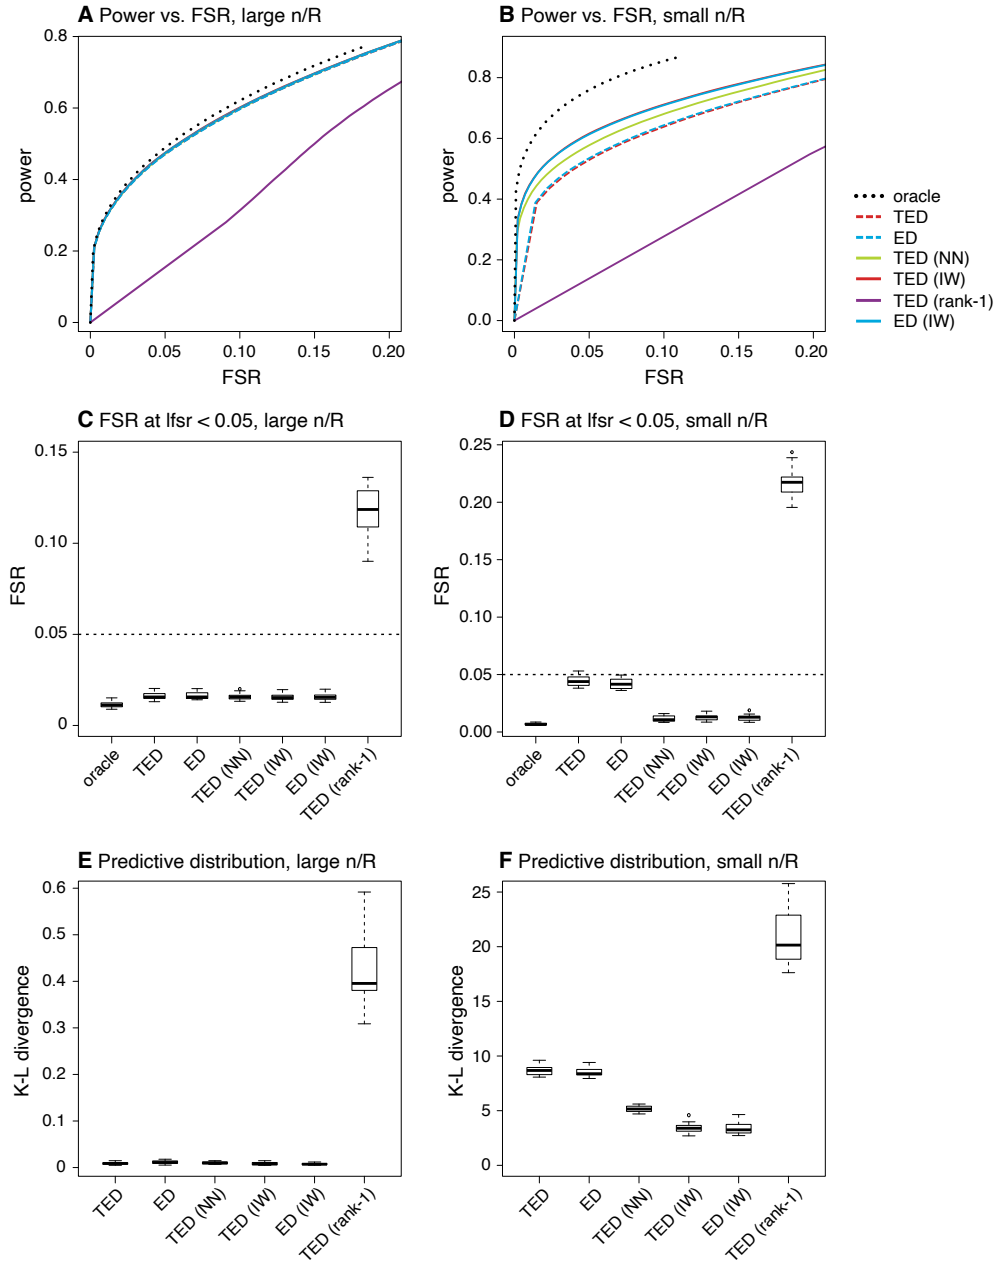 A Power vs. FSR, large n/R
0.8
0.6
0.4
0.2
0
power
0
0.05
0.10
0.15
0.20
FSR
B Power vs. FSR, small n/R
0.8
0.6
0.4
0.2
0.0
power
0
0.05
0.10
0.15
0.20
FSR
oracle
TED
ED
TED (NN)
TED (IW)
TED (rank-1)
ED (IW)
C FSR at lfsr < 0.05, large n/R
0.15
0.10
0.05
0
FSR
oracle
TED
ED
TED (NN)
TED (IW)
ED (IW)
TED (rank-1)
D FSR at lfsr < 0.05, small n/R
0.25
0.20
0.15
0.10
0.05
0.00
FSR
oracle
TED
ED
TED (NN)
TED (IW)
ED (IW)
TED (rank-1)
E Predictive distribution, large n/R
0.6
0.5
0.4
0.3
0.2
0.1
0
K-L divergence
TED
ED
TED (NN)
TED (IW)
ED (IW)
TED (rank-1)
F Predictive distribution, small n/R
25
20
15
10
5
0
K-L divergence
TED
ED
TED (NN)
TED (IW)
ED (IW)
TED (rank-1)